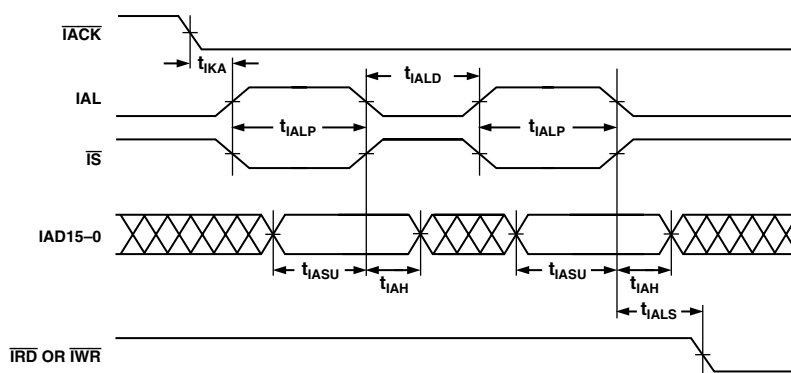 IACK
tIKA
tIALD
IAL
tIALP
tIALP
IS
IAD15–0
tIASU
tIAH
tIASU
tIAH
tIALS
IRD OR IWR